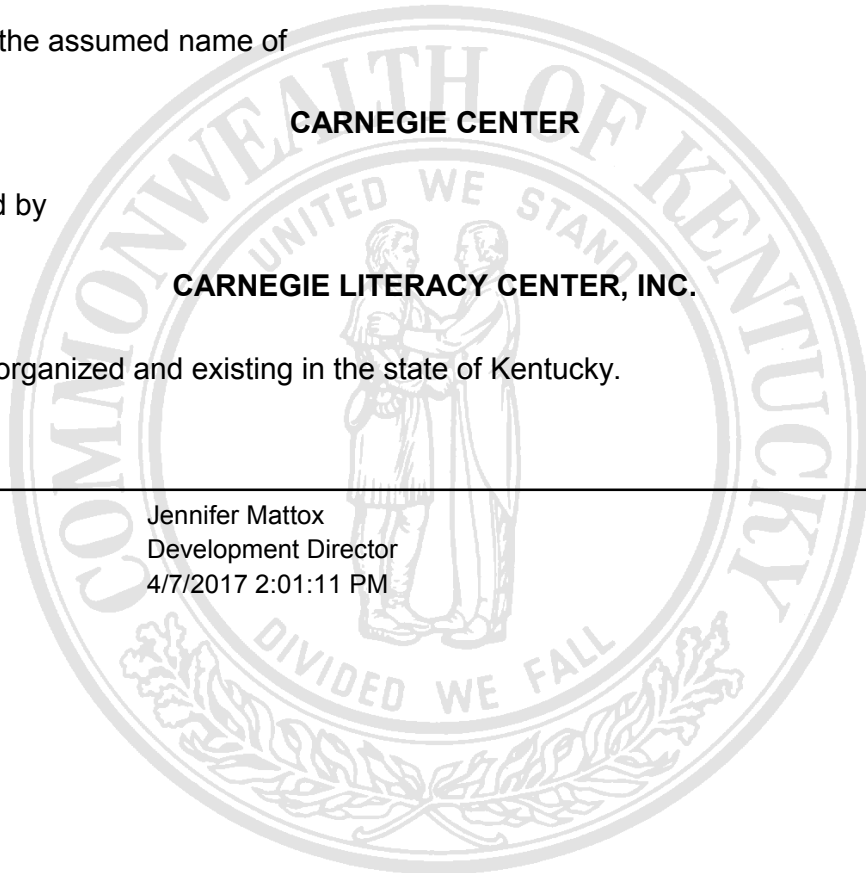 the assumed name of
CARNEGIE CENTER
d by
CARNEGIE LITERACY CENTER, INC.
organized and existing in the state of Kentucky.
Jennifer Mattox
Development Director
4/7/2017 2:01:11 PM
COMMONWEALTH OF KENTUCKY
UNITED WE STAND
DIVIDED WE FALL